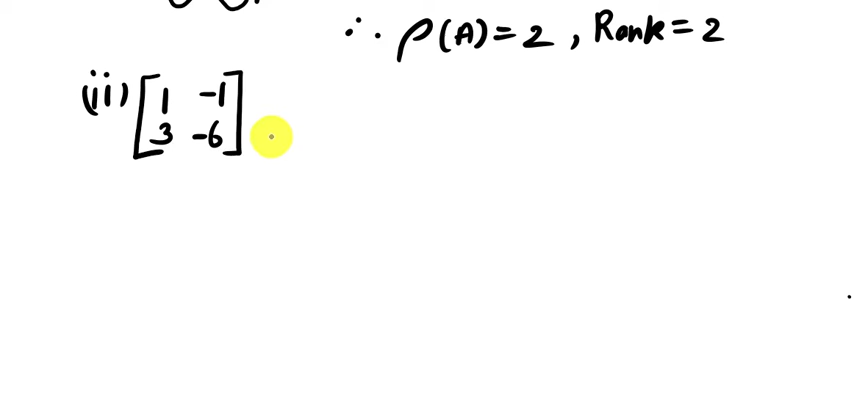 ∴ ρ(A) = 2 , Rank = 2
(ii) [1 -1
3 -6]